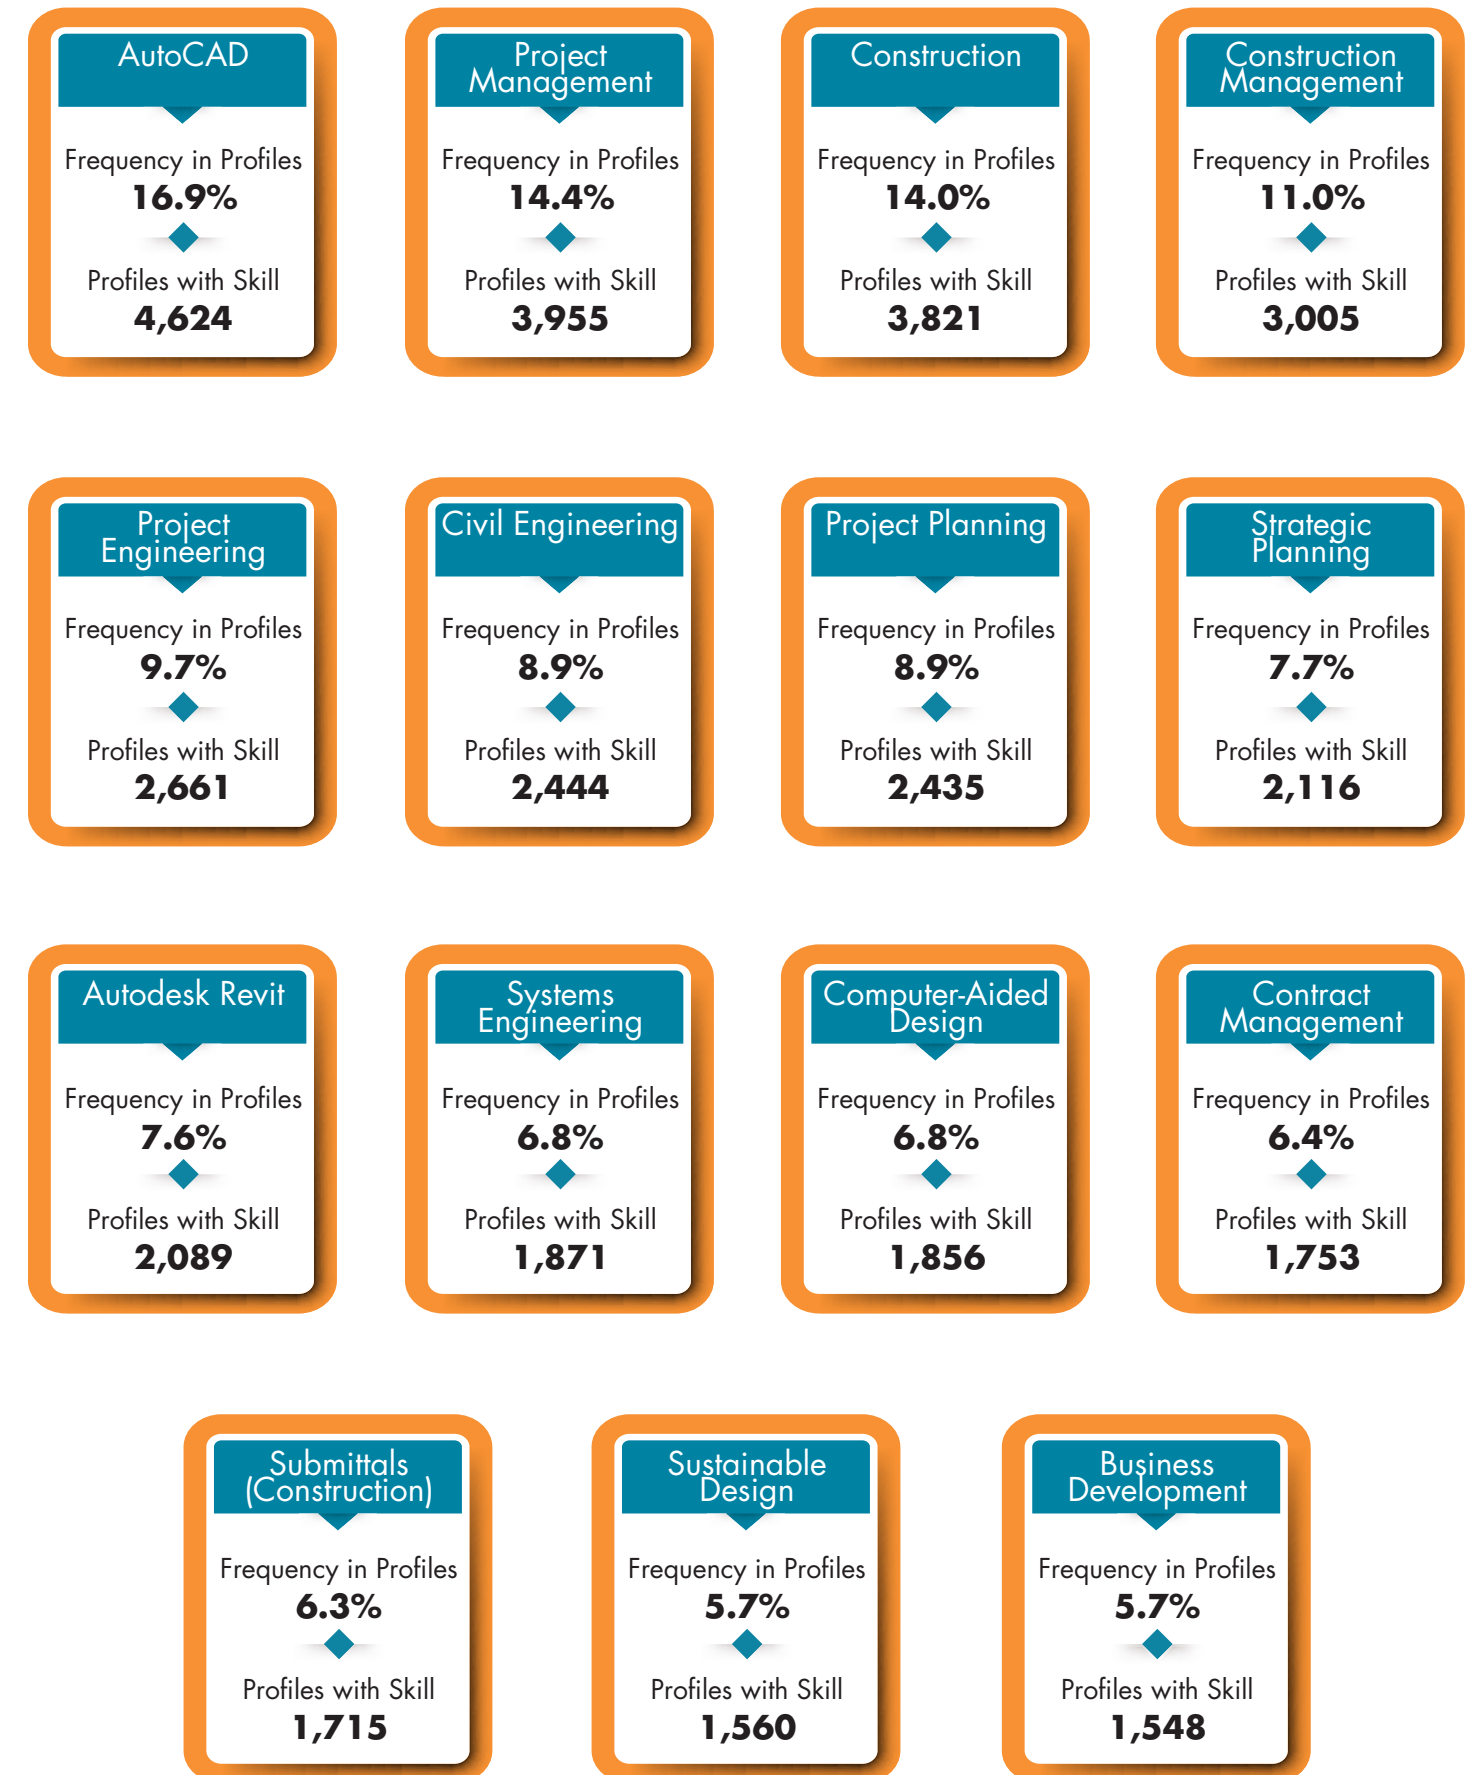 AutoCAD
Frequency in Profiles
16.9%
Profiles with Skill
4,624
Project
Management
Frequency in Profiles
14.4%
Profiles with Skill
3,955
Construction
Frequency in Profiles
14.0%
Profiles with Skill
3,821
Construction
Management
Frequency in Profiles
11.0%
Profiles with Skill
3,005
Project
Engineering
Frequency in Profiles
9.7%
Profiles with Skill
2,661
Civil Engineering
Frequency in Profiles
8.9%
Profiles with Skill
2,444
Project Planning
Frequency in Profiles
8.9%
Profiles with Skill
2,435
Strategic
Planning
Frequency in Profiles
7.7%
Profiles with Skill
2,116
Autodesk Revit
Frequency in Profiles
7.6%
Profiles with Skill
2,089
Systems
Engineering
Frequency in Profiles
6.8%
Profiles with Skill
1,871
Computer-Aided
Design
Frequency in Profiles
6.8%
Profiles with Skill
1,856
Contract
Management
Frequency in Profiles
6.4%
Profiles with Skill
1,753
Submittals
(Construction)
Frequency in Profiles
6.3%
Profiles with Skill
1,715
Sustainable
Design
Frequency in Profiles
5.7%
Profiles with Skill
1,560
Business
Development
Frequency in Profiles
5.7%
Profiles with Skill
1,548